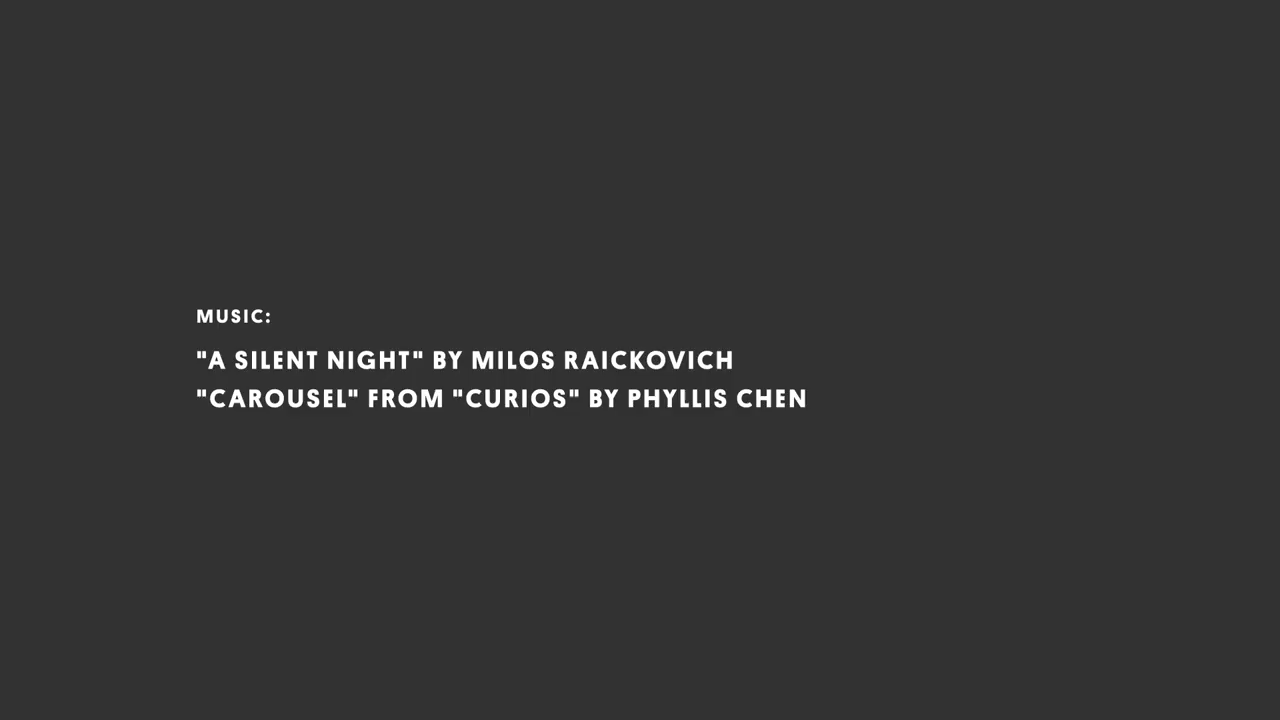 MUSIC:
"A SILENT NIGHT" BY MILOS RAICKOVICH
"CAROUSEL" FROM "CURIOS" BY PHYLLIS CHEN